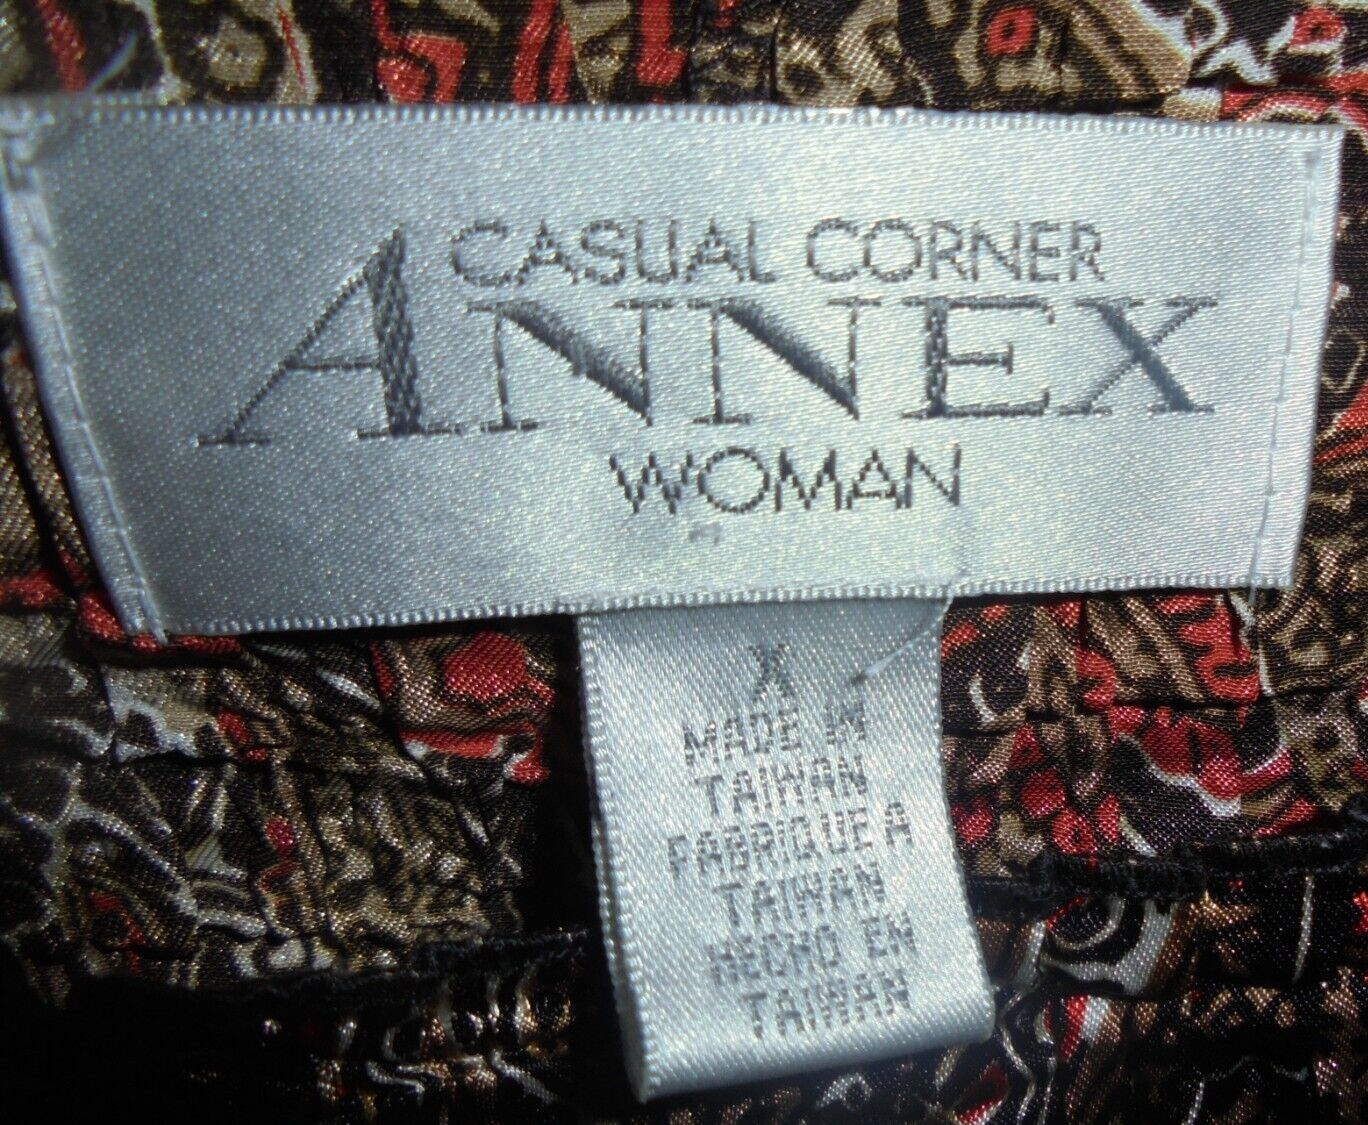 CASUAL CORNER
ANNEX
WOMAN
X
MADE IN
TAIWAN
FABRIQUE A
TAIWAN
HECHO EN
TAIWAN